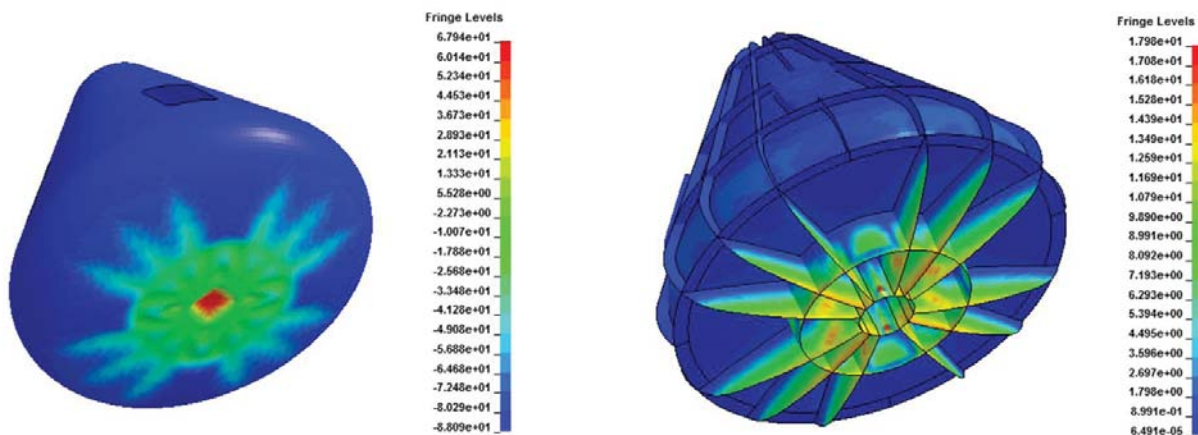 Fringe Levels
6.794e+01
6.014e+01
5.234e+01
4.453e+01
3.673e+01
2.893e+01
2.113e+01
1.333e+01
5.528e+00
-2.273e+00
-1.007e+01
-1.788e+01
-2.568e+01
-3.348e+01
-4.128e+01
-4.908e+01
-5.688e+01
-6.468e+01
-7.248e+01
-8.029e+01
-8.809e+01
Fringe Levels
1.798e+01
1.708e+01
1.618e+01
1.528e+01
1.439e+01
1.349e+01
1.259e+01
1.169e+01
1.079e+01
9.890e+00
8.991e+00
8.092e+00
7.193e+00
6.293e+00
5.394e+00
4.495e+00
3.596e+00
2.697e+00
1.798e+00
8.991e-01
6.491e-05